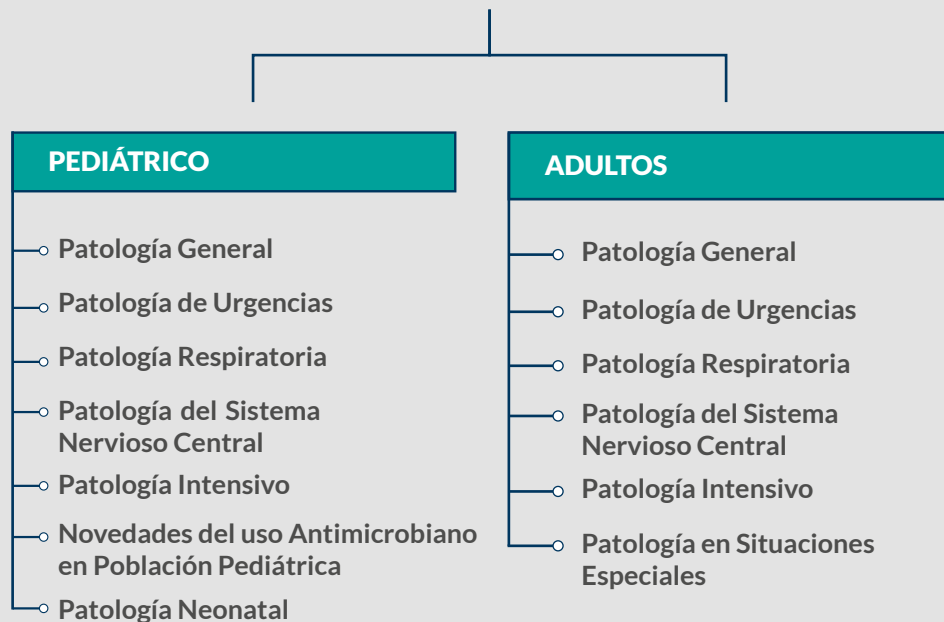 PEDIÁTRICO
Patología General
Patología de Urgencias
Patología Respiratoria
Patología del Sistema
Nervioso Central
Patología Intensivo
Novedades del uso Antimicrobiano
en Población Pediátrica
Patología Neonatal
ADULTOS
Patología General
Patología de Urgencias
Patología Respiratoria
Patología del Sistema
Nervioso Central
Patología Intensivo
Patología en Situaciones
Especiales